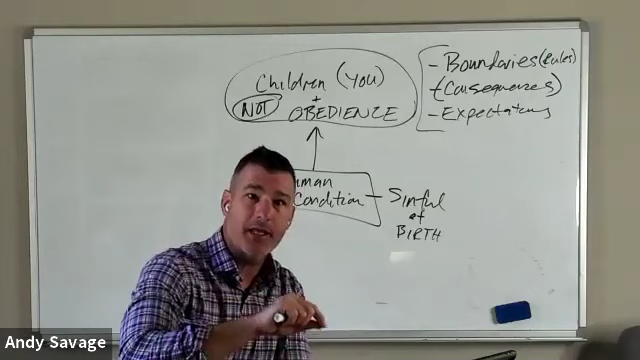 Children (YOU)
+
NOT OBEDIENCE
- Boundaries (Rules)
- (Consequences)
- Expectations
Human
Condition - Sinful
at
BIRTH
Andy Savage